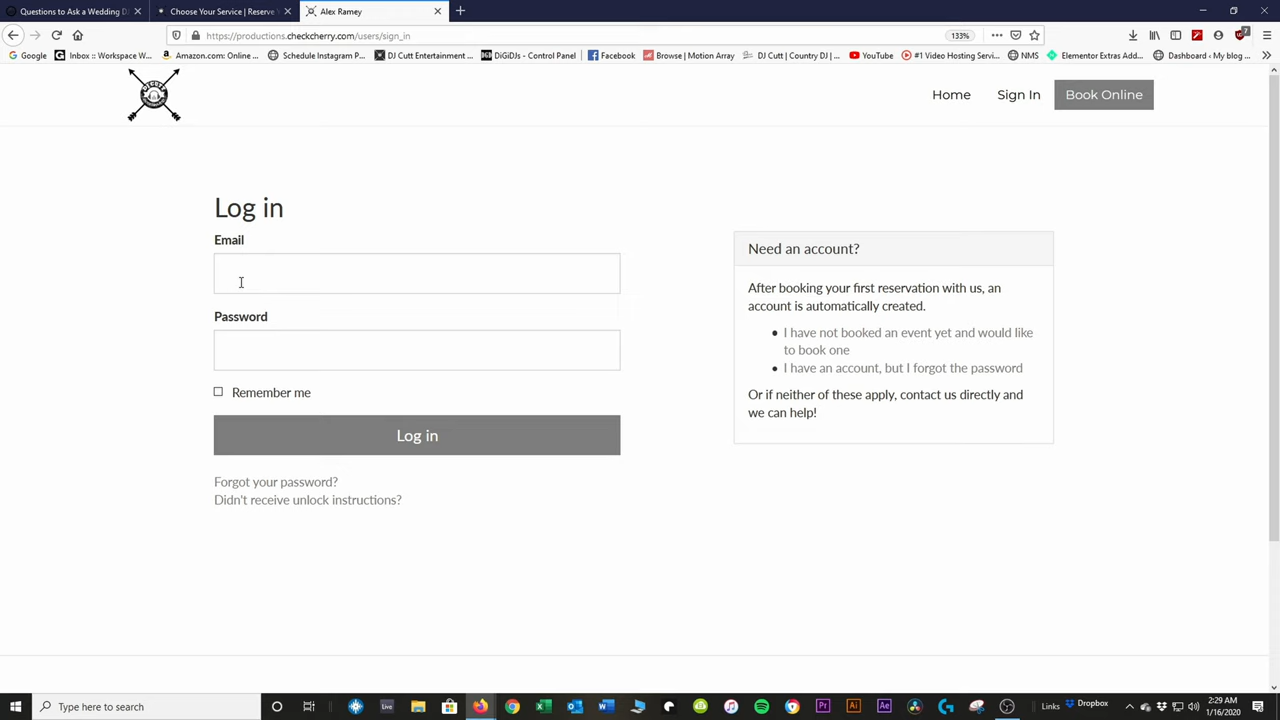 Questions to Ask a Wedding D
Choose Your Service | Reserve
Alex Ramey
https://productions.checkcherry.com/users/sign_in
133%
Google
Inbox :: Workspace W...
Amazon.com: Onlin...
DJ Cutt Entertainment ...
Schedule Instagram P...
DiGiDJs - Control Panel
Facebook
Browse | Motion Array
DJ Cutt | Country DJ |...
YouTube
#1 Video Hosting Servi...
NMS
Elementor Extras Add...
Dashboard ‹ My blog ...
Home
Sign In
Book Online
Log in
Email
Password
Remember me
Log in
Forgot your password?
Didn't receive unlock instructions?
Need an account?
After booking your first reservation with us, an
account is automatically created.
• I have not booked an event yet and would like
to book one
• I have an account, but I forgot the password
Or if neither of these apply, contact us directly and
we can help!
Type here to search
Links
Dropbox
2:29 AM
1/16/2020